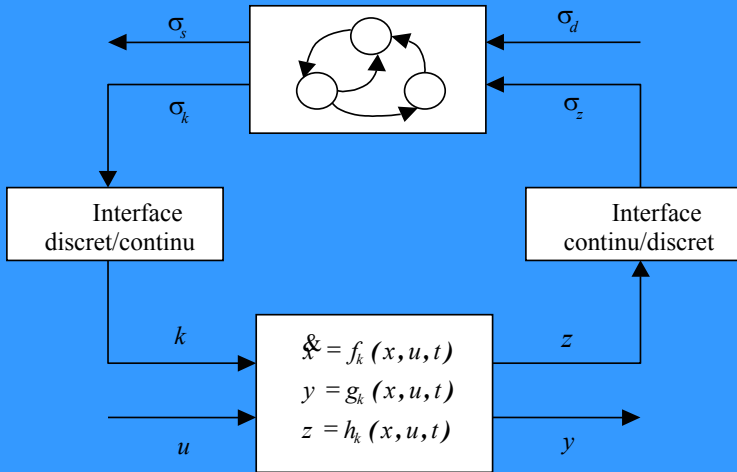 σs
σd
σk
σz
Interface
discret/continu
Interface
continu/discret
k
z
&x = fk (x, u, t)
y = gk (x, u, t)
z = hk (x, u, t)
u
y